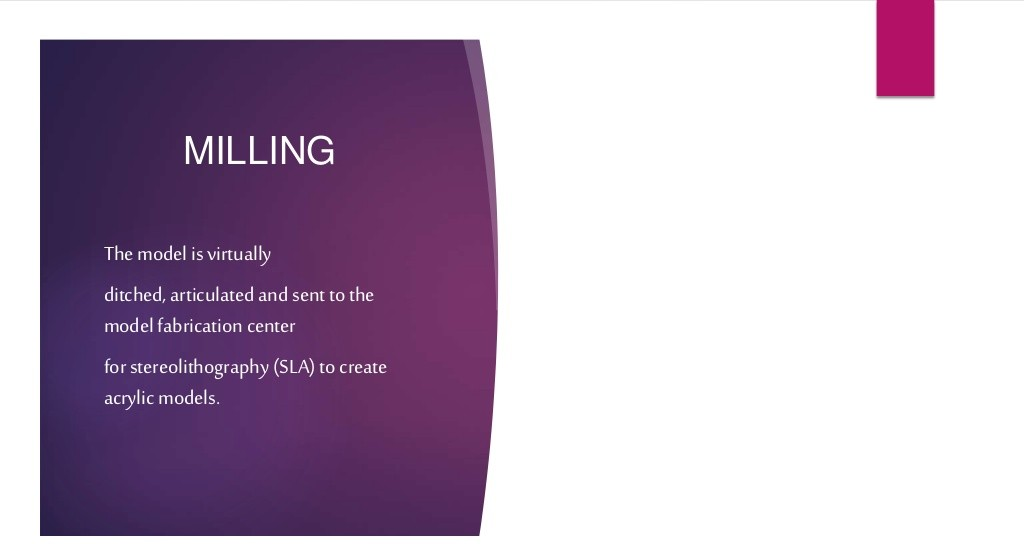 MILLING
The model is virtually
ditched, articulated and sent to the
model fabrication center
for stereolithography (SLA) to create
acrylic models.